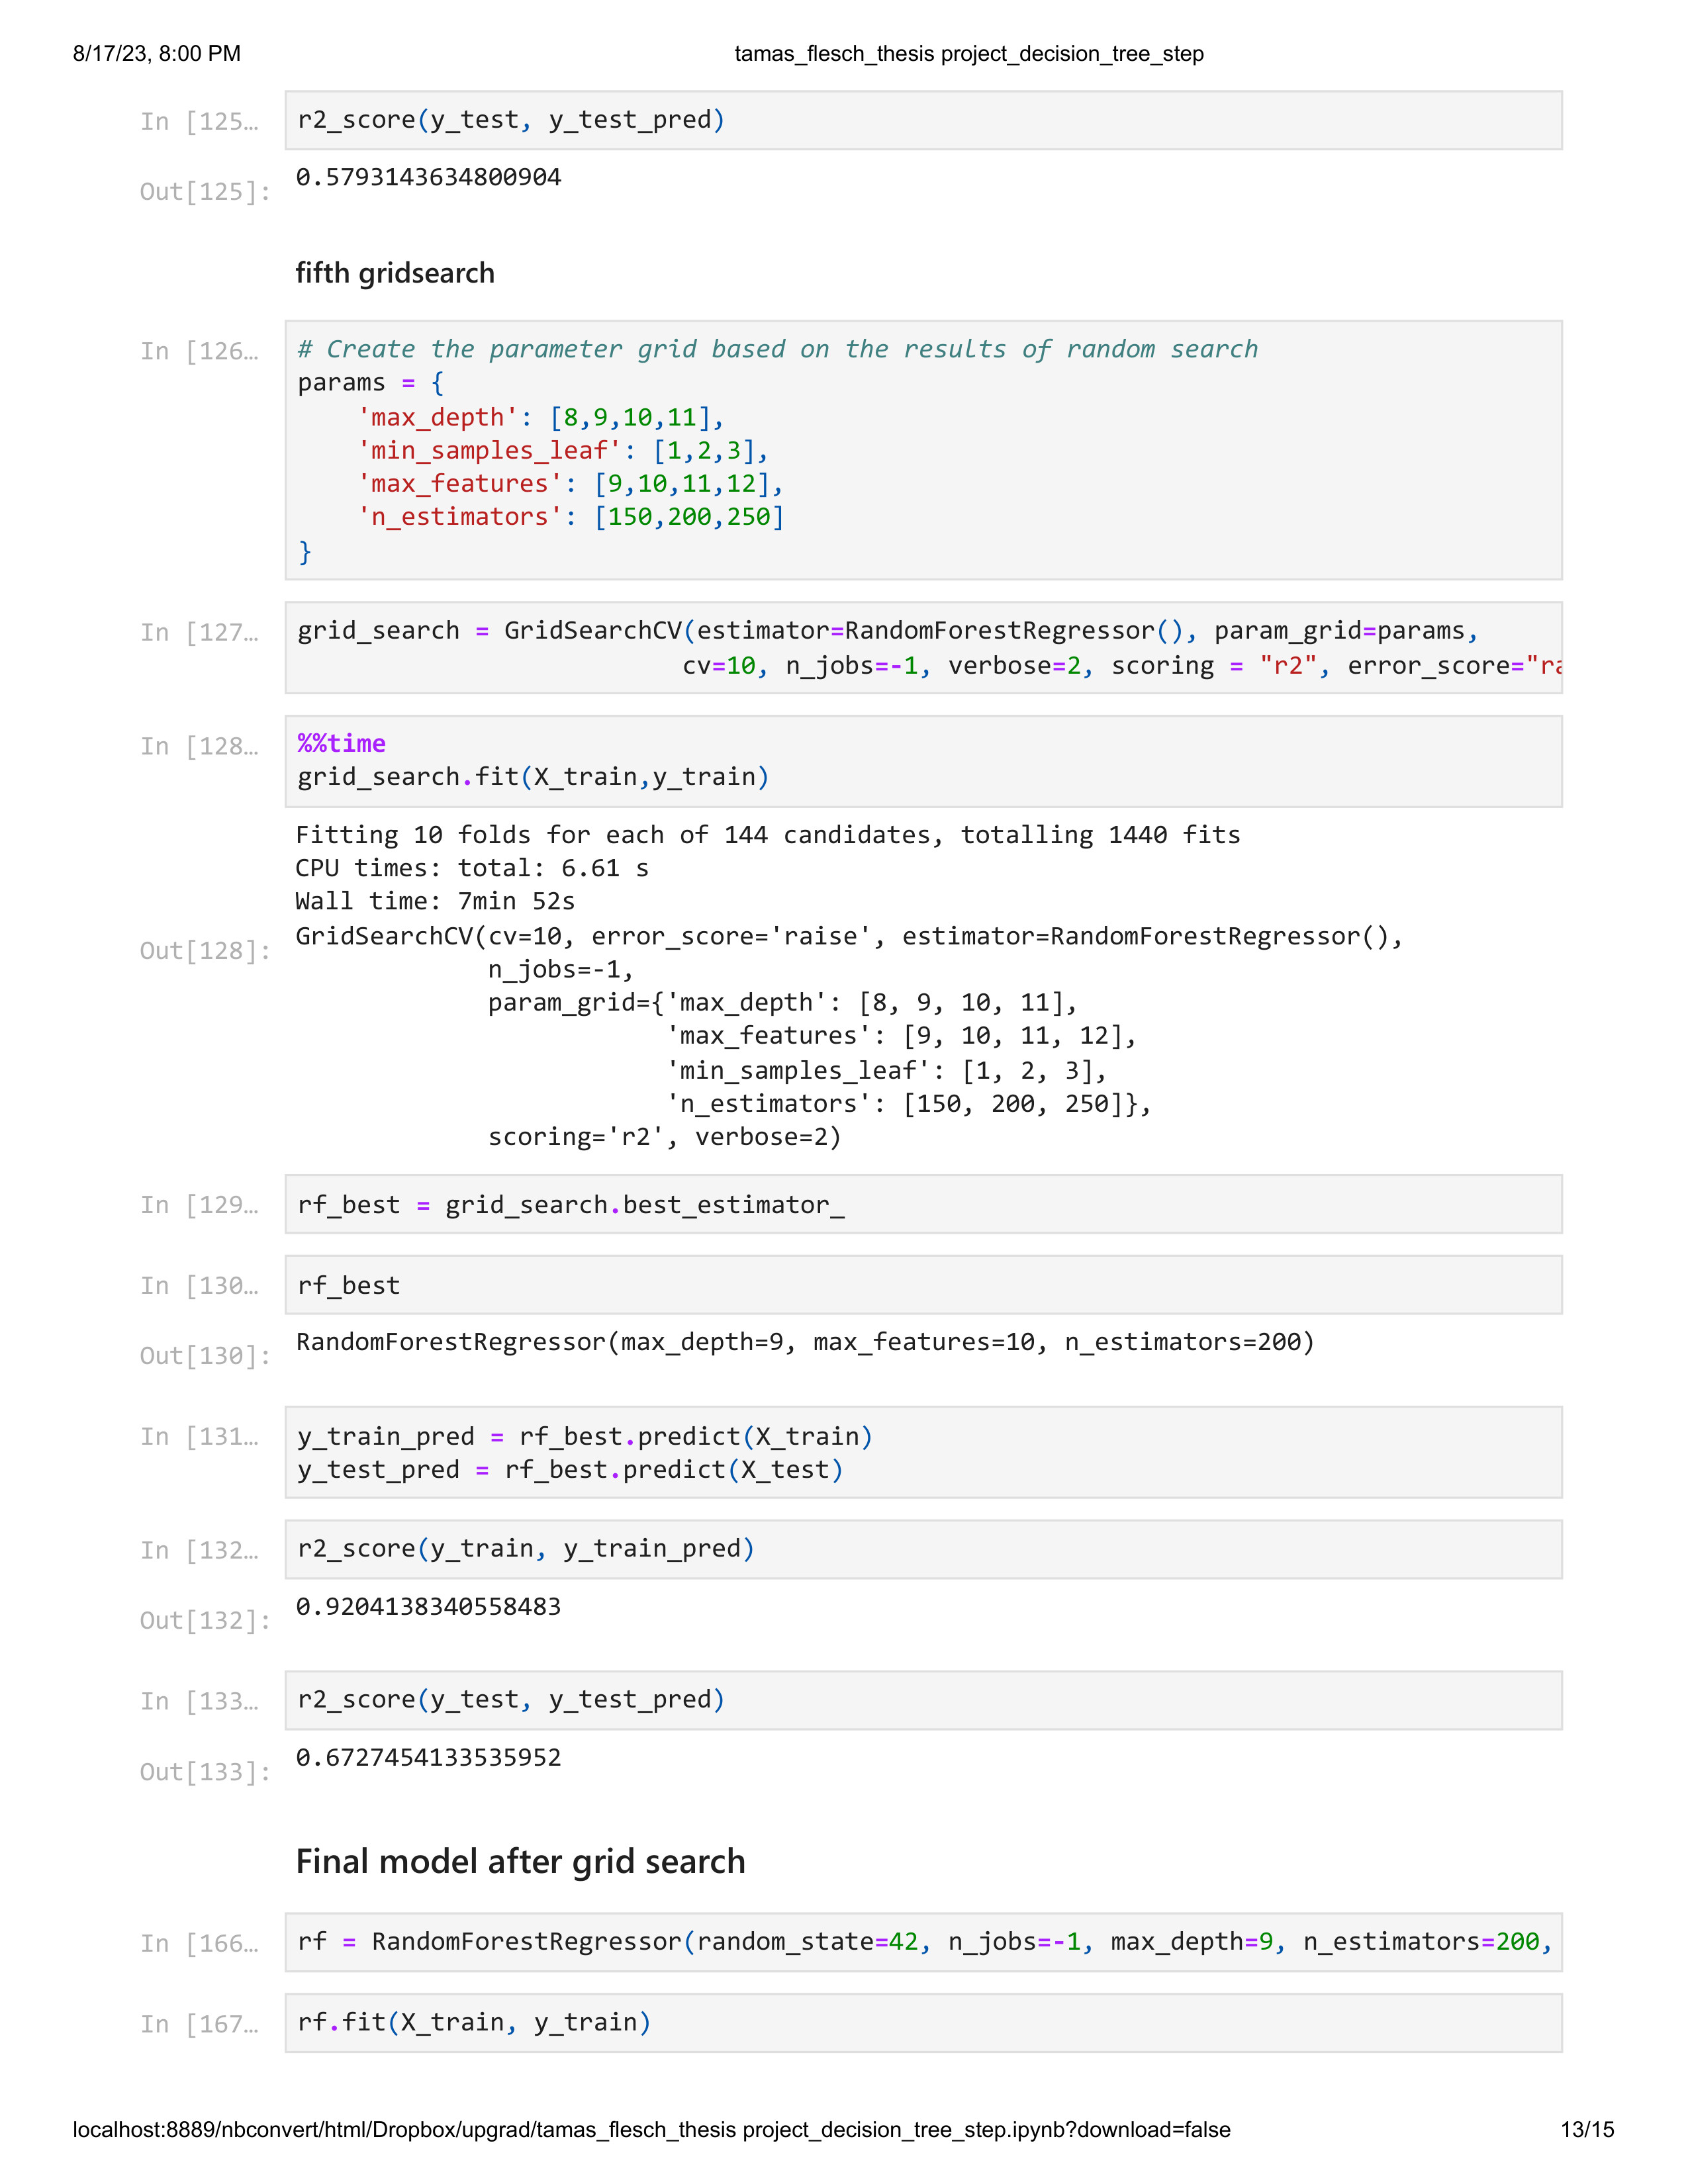 8/17/23, 8:00 PM tamas_flesch_thesis project_decision_tree_step
In [125… r2_score(y_test, y_test_pred)
Out[125]: 0.5793143634800904
fifth gridsearch
In [126… # Create the parameter grid based on the results of random search
params = {
    'max_depth': [8,9,10,11],
    'min_samples_leaf': [1,2,3],
    'max_features': [9,10,11,12],
    'n_estimators': [150,200,250]
}
In [127… grid_search = GridSearchCV(estimator=RandomForestRegressor(), param_grid=params,
                          cv=10, n_jobs=-1, verbose=2, scoring = "r2", error_score="ra
In [128… %%time
grid_search.fit(X_train,y_train)
Fitting 10 folds for each of 144 candidates, totalling 1440 fits
CPU times: total: 6.61 s
Wall time: 7min 52s
Out[128]: GridSearchCV(cv=10, error_score='raise', estimator=RandomForestRegressor(),
             n_jobs=-1,
             param_grid={'max_depth': [8, 9, 10, 11],
                         'max_features': [9, 10, 11, 12],
                         'min_samples_leaf': [1, 2, 3],
                         'n_estimators': [150, 200, 250]},
             scoring='r2', verbose=2)
In [129… rf_best = grid_search.best_estimator_
In [130… rf_best
Out[130]: RandomForestRegressor(max_depth=9, max_features=10, n_estimators=200)
In [131… y_train_pred = rf_best.predict(X_train)
y_test_pred = rf_best.predict(X_test)
In [132… r2_score(y_train, y_train_pred)
Out[132]: 0.9204138340558483
In [133… r2_score(y_test, y_test_pred)
Out[133]: 0.6727454133535952
Final model after grid search
In [166… rf = RandomForestRegressor(random_state=42, n_jobs=-1, max_depth=9, n_estimators=200,
In [167… rf.fit(X_train, y_train)
localhost:8889/nbconvert/html/Dropbox/upgrad/tamas_flesch_thesis project_decision_tree_step.ipynb?download=false 13/15